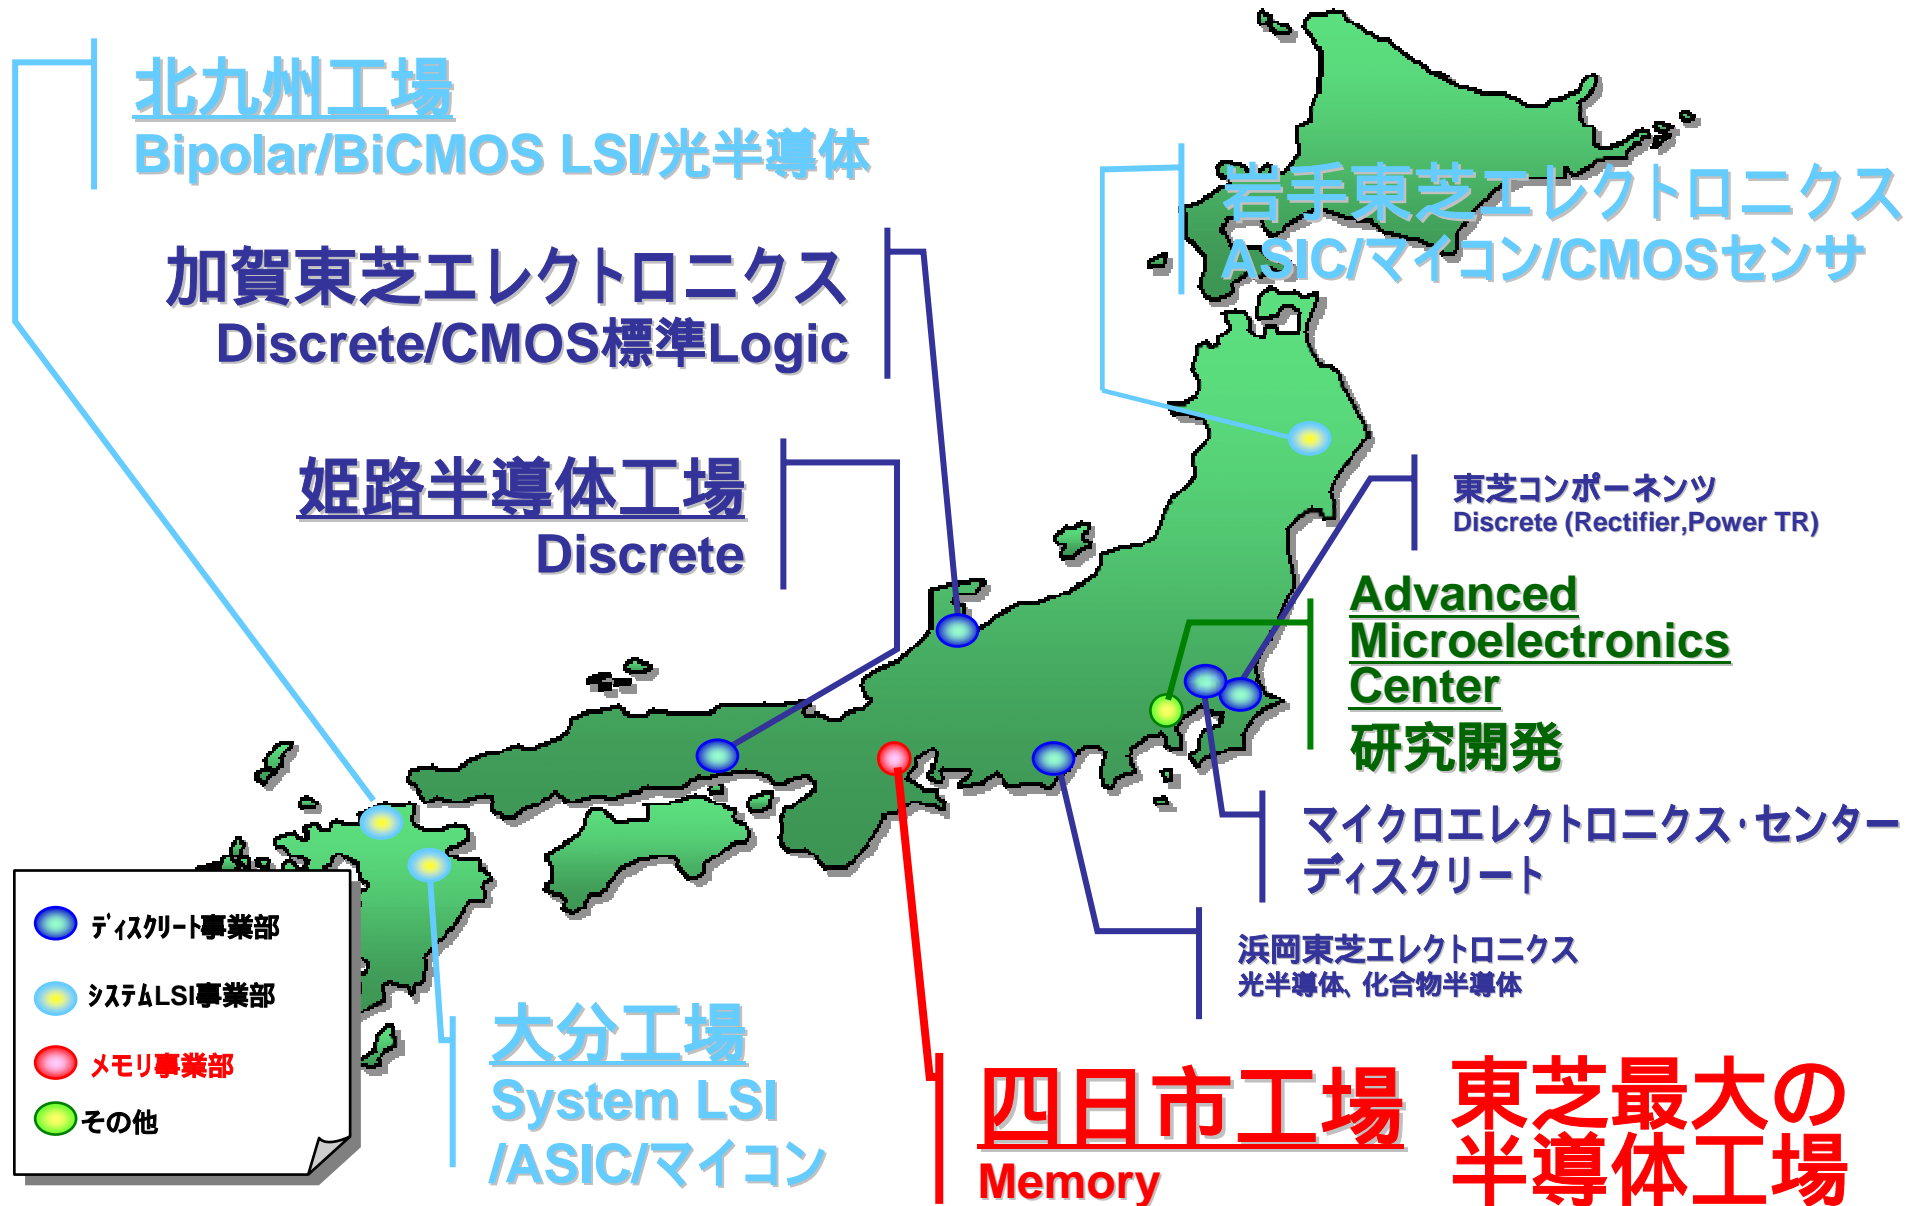 北九州工場
Bipolar/BiCMOS LSI/光半導体
岩手東芝エレクトロニクス
ASIC/マイコン/CMOSセンサ
加賀東芝エレクトロニクス
Discrete/CMOS標準Logic
姫路半導体工場
Discrete
東芝コンポーネンツ
Discrete (Rectifier,Power TR)
Advanced
Microelectronics
Center
研究開発
マイクロエレクトロニクス・センター
ディスクリート
浜岡東芝エレクトロニクス
光半導体、化合物半導体
ﾃﾞｨｽｸﾘｰﾄ事業部
ｼｽﾃﾑLSI事業部
メモリ事業部
その他
大分工場
System LSI
/ASIC/マイコン
四日市工場
Memory
東芝最大の
半導体工場